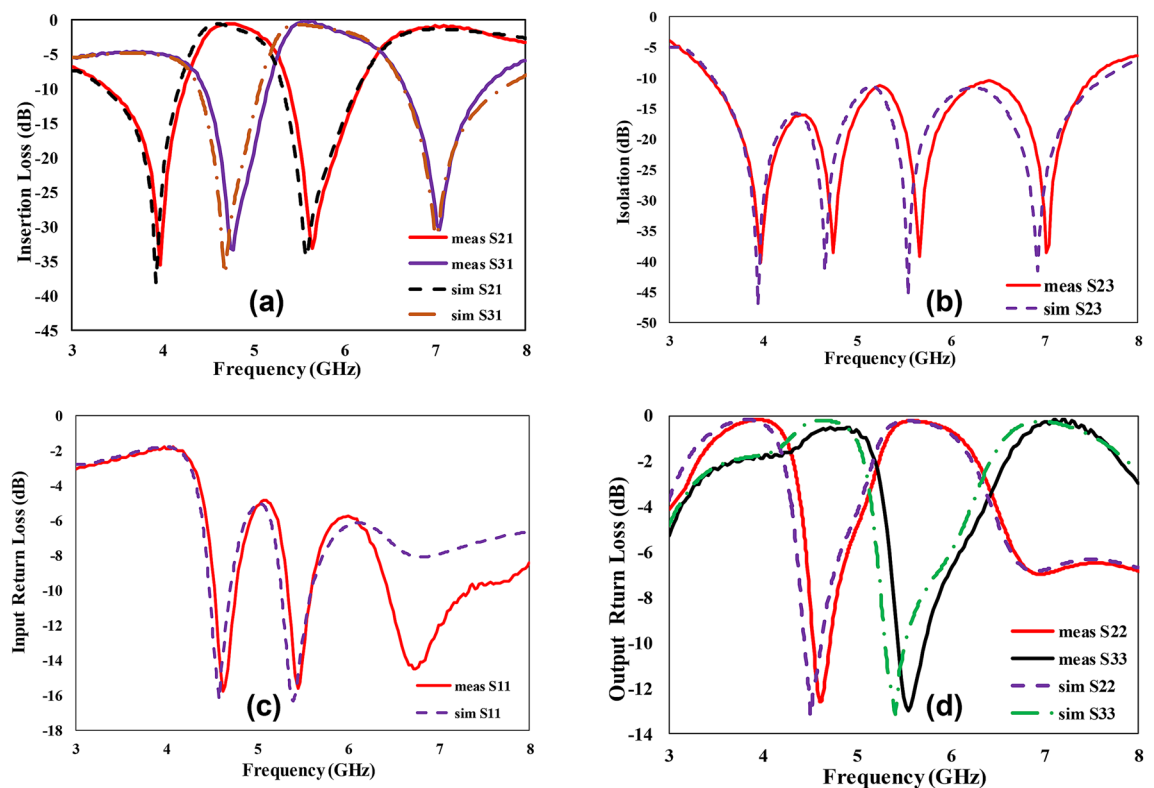 0
-5
-10
-15
-20
-25
-30
-35
-40
-45
Insertion Loss (dB)
meas S21
meas S31
sim S21
sim S31
(a)
3 4 5 6 7 8
Frequency (GHz)
0
-5
-10
-15
-20
-25
-30
-35
-40
-45
-50
Isolation (dB)
meas S23
sim S23
(b)
3 4 5 6 7 8
Frequency (GHz)
0
-2
-4
-6
-8
-10
-12
-14
-16
-18
Input Return Loss (dB)
meas S11
sim S11
(c)
3 4 5 6 7 8
Frequency (GHz)
0
-2
-4
-6
-8
-10
-12
-14
Output Rturn Loss (dB)
meas S22
meas S33
sim S22
sim S33
(d)
3 4 5 6 7 8
Frequency (GHz)